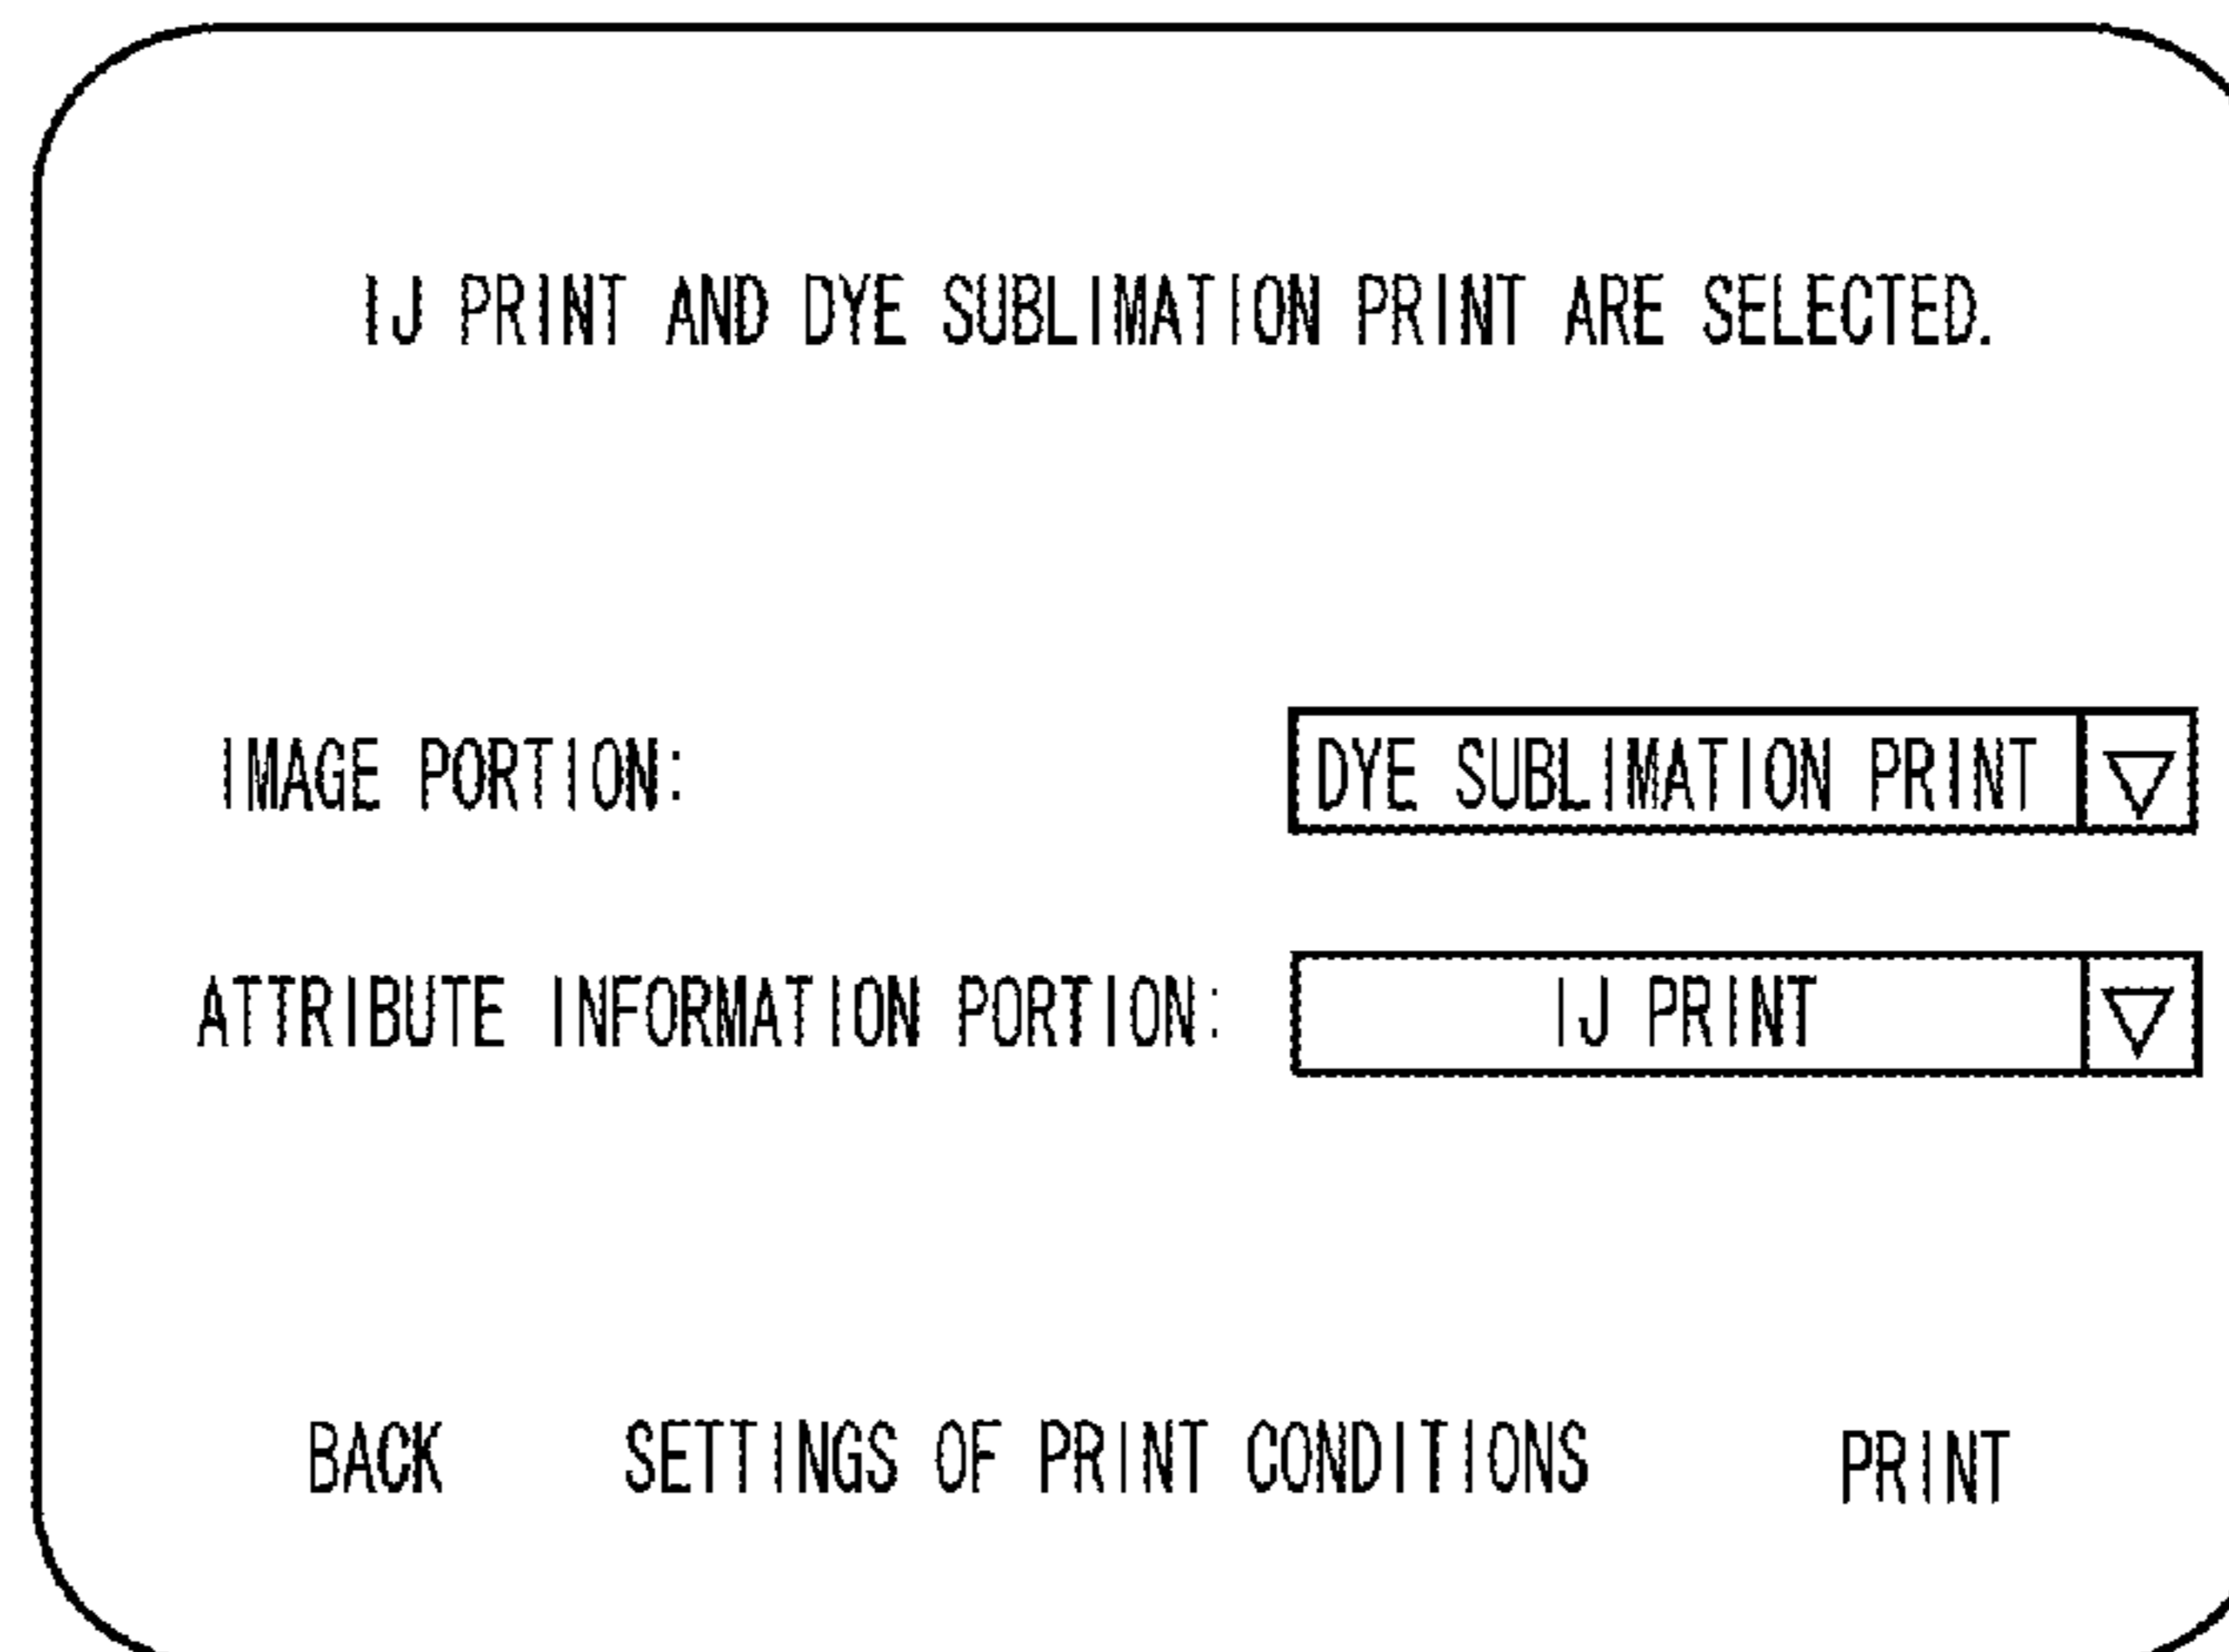 IJ PRINT AND DYE SUBLIMATION PRINT ARE SELECTED.
IMAGE PORTION: DYE SUBLIMATION PRINT
ATTRIBUTE INFORMATION PORTION: IJ PRINT
BACK SETTINGS OF PRINT CONDITIONS PRINT